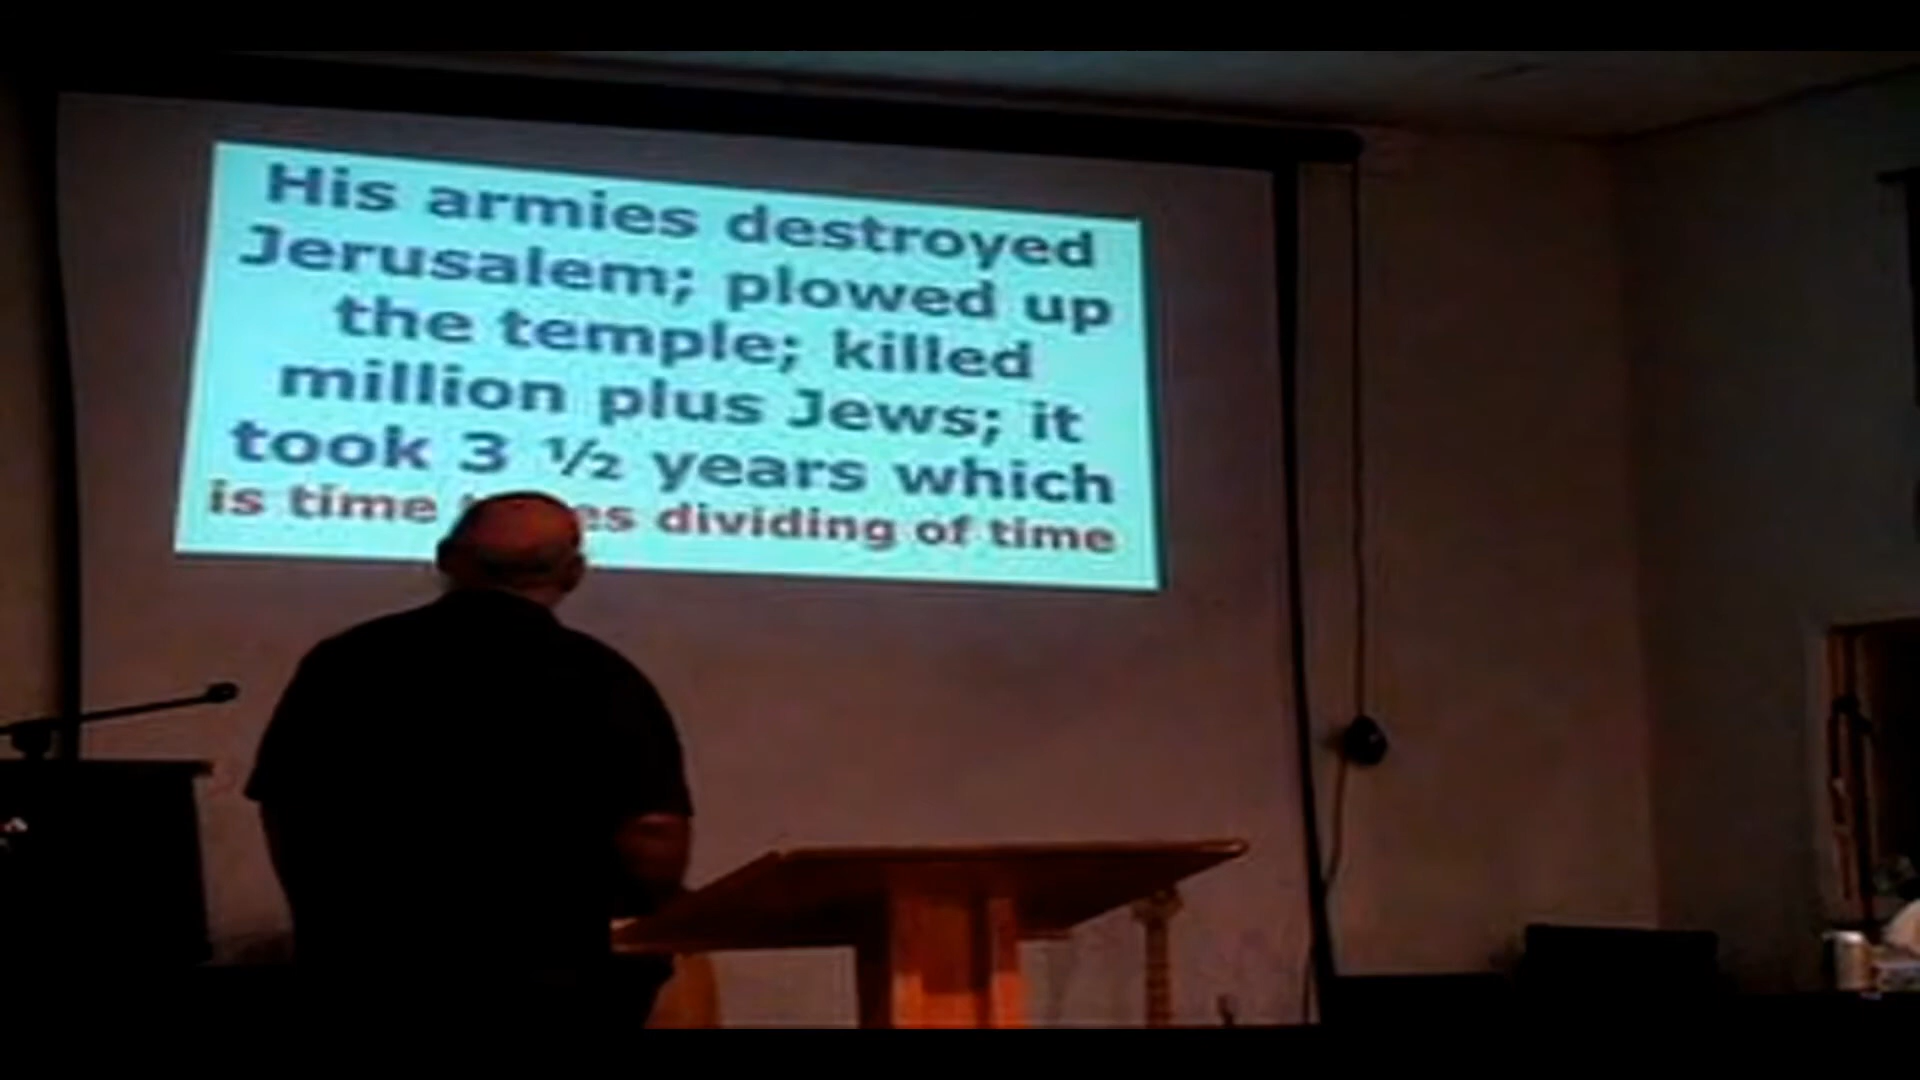 His armies destroyed
Jerusalem; plowed up
the temple; killed
million plus Jews; it
took 3 ½ years which
is time dividing of time